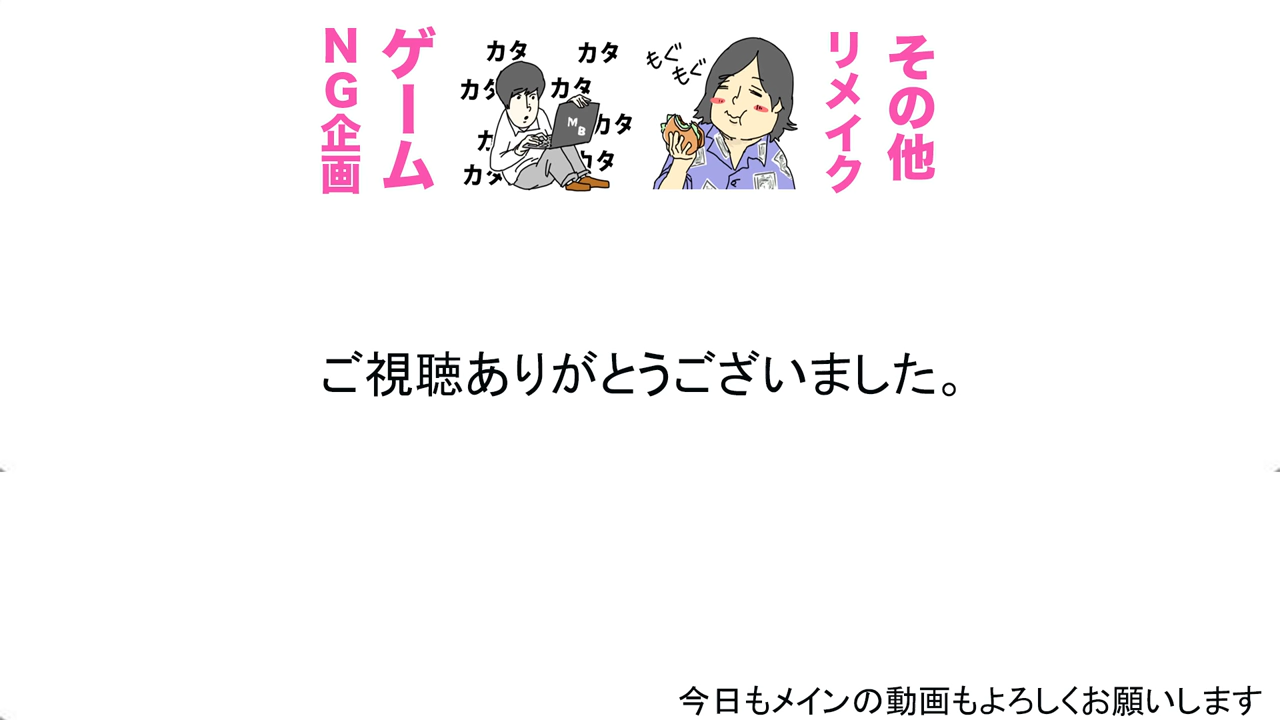 ゲーム
NG企画
カタ
カタ
カタ
カタ
カタ
カタ
カタ
カタ
MB
もぐ
もぐ
その他
リメイク
ご視聴ありがとうございました。
今日もメインの動画もよろしくお願いします